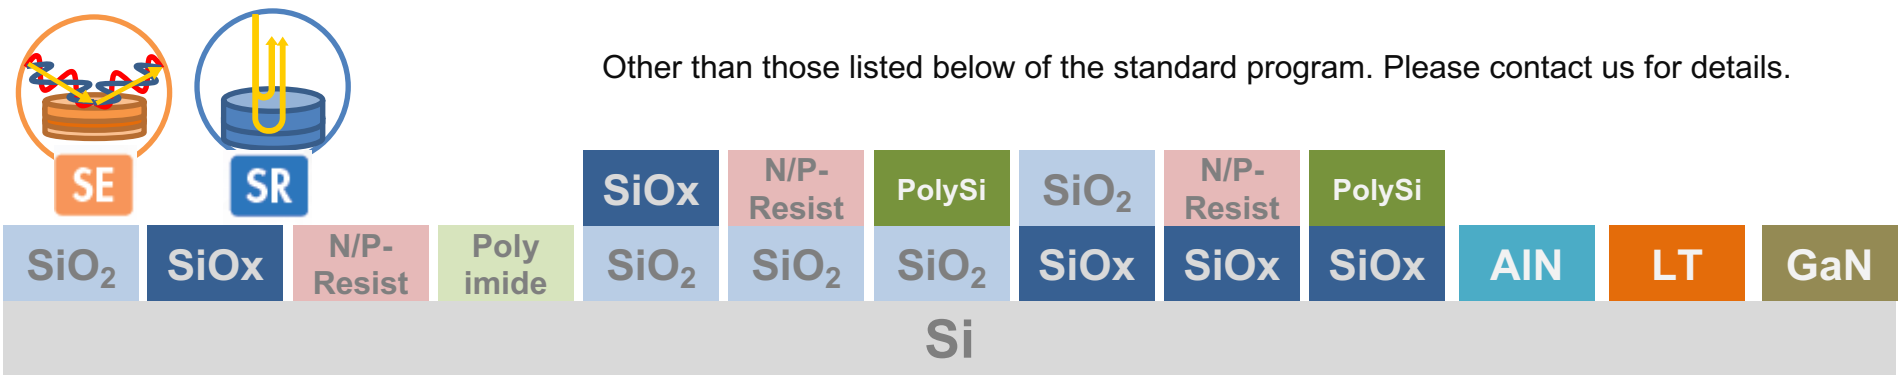 Other than those listed below of the standard program. Please contact us for details.
SE
SR
SiOx
N/P-
Resist
PolySi
SiO₂
N/P-
Resist
PolySi
SiO₂
SiOx
N/P-
Resist
Poly
imide
SiO₂
SiO₂
SiO₂
SiOx
SiOx
SiOx
AlN
LT
GaN
Si